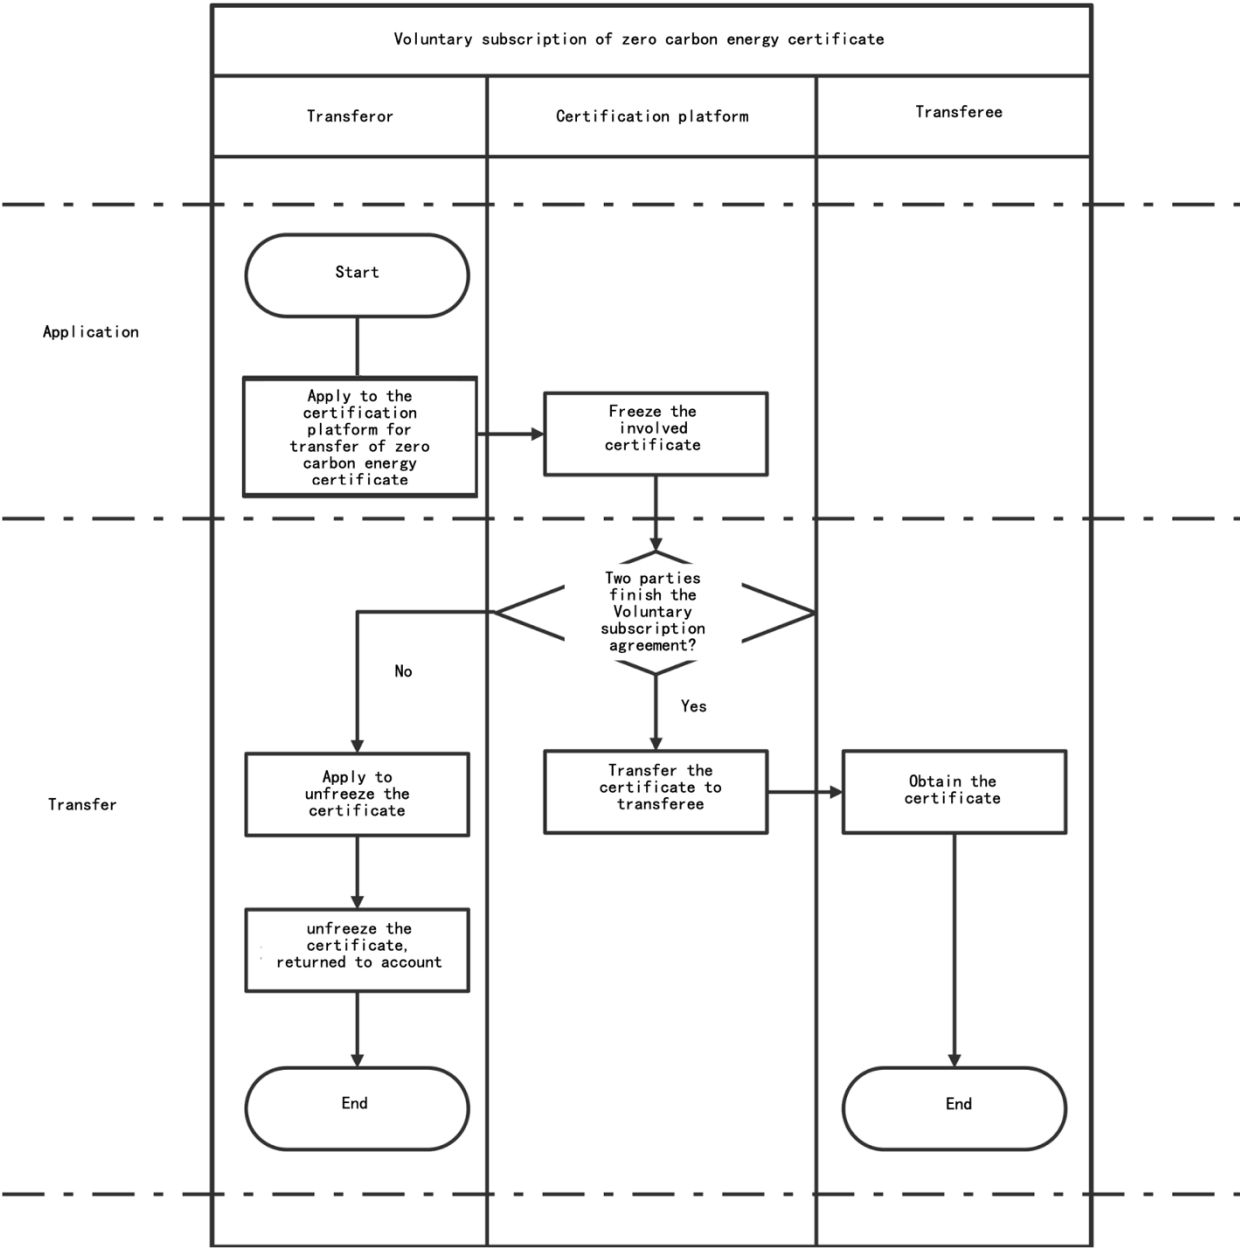 Voluntary subscription of zero carbon energy certificate
Transferor
Certification platform
Transferee
Application
Start
Apply to the
certification
platform for
transfer of zero
carbon energy
certificate
Freeze the
involved
certificate
Transfer
Two parties
finish the
Voluntary
subscription
agreement?
No
Yes
Apply to
unfreeze the
certificate
Transfer the
certificate to
transferee
Obtain the
certificate
unfreeze the
certificate,
returned to account
End
End